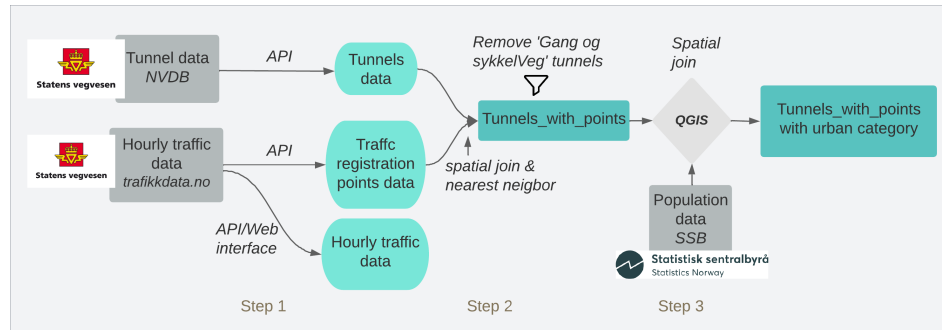 Statens vegvesen
Tunnel data
NVDB
API
Tunnels
data
Remove 'Gang og
sykkelVeg' tunnels
Spatial
join
Statens vegvesen
Hourly traffic
data
trafikkdata.no
API
Traffc
registration
points data
Tunnels_with_points
QGIS
Tunnels_with_points
with urban category
spatial join &
nearest neigbor
API/Web
interface
Hourly traffic
data
Population
data
SSB
Statistisk sentralbyrå
Statistics Norway
Step 1
Step 2
Step 3